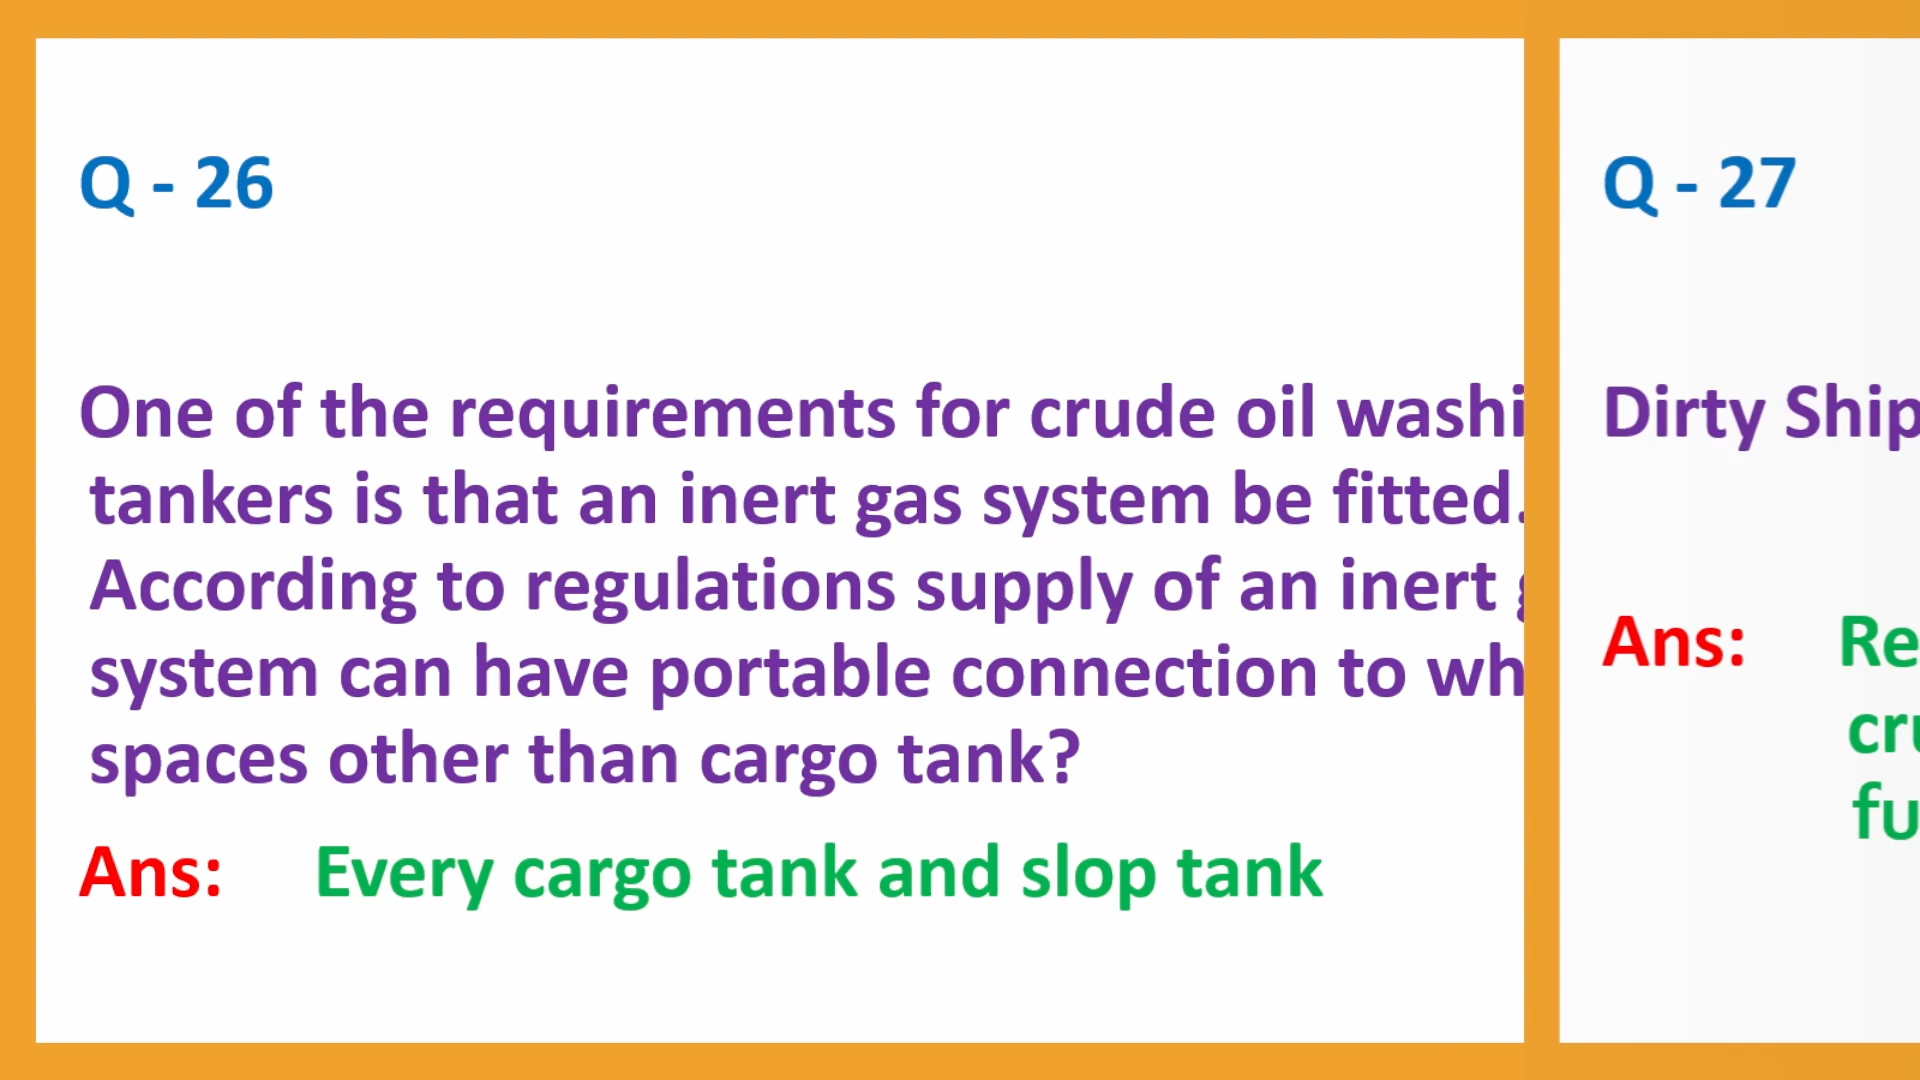 Q - 26
One of the requirements for crude oil washi
tankers is that an inert gas system be fitted.
According to regulations supply of an inert
system can have portable connection to wh
spaces other than cargo tank?
Ans: Every cargo tank and slop tank
Q - 27
Dirty Ship
Ans: Re
cru
fu